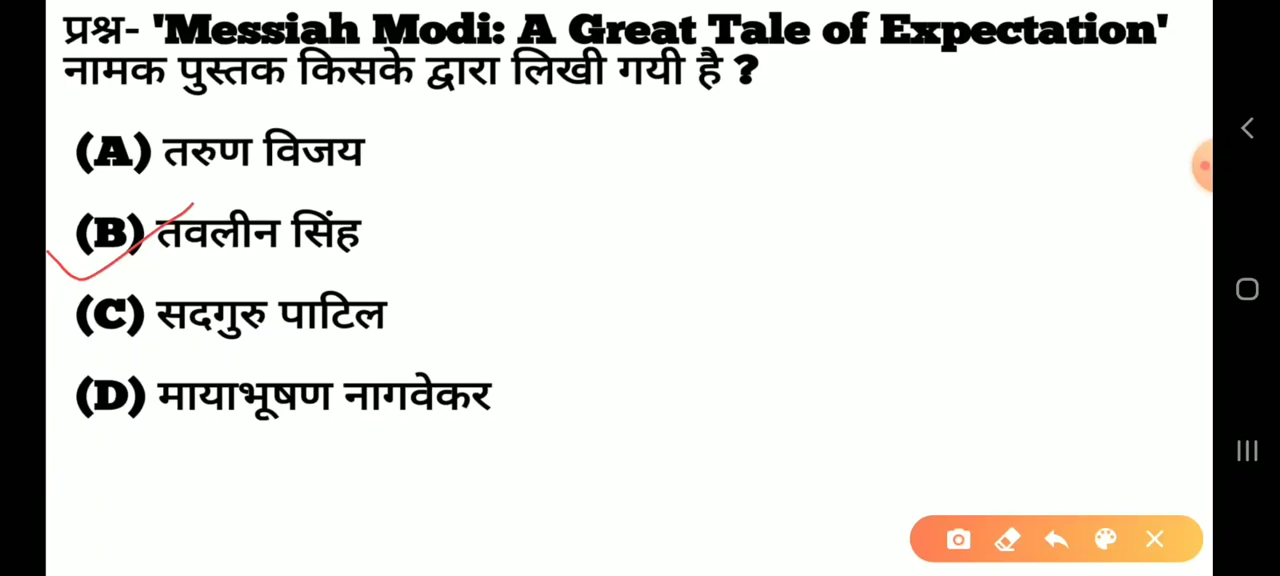 प्रश्न- 'Messiah Modi: A Great Tale of Expectation'
नामक पुस्तक किसके द्वारा लिखी गयी है ?
(A) तरुण विजय
(B) तवलीन सिंह
(C) सदगुरु पाटिल
(D) मायाभूषण नागवेकर